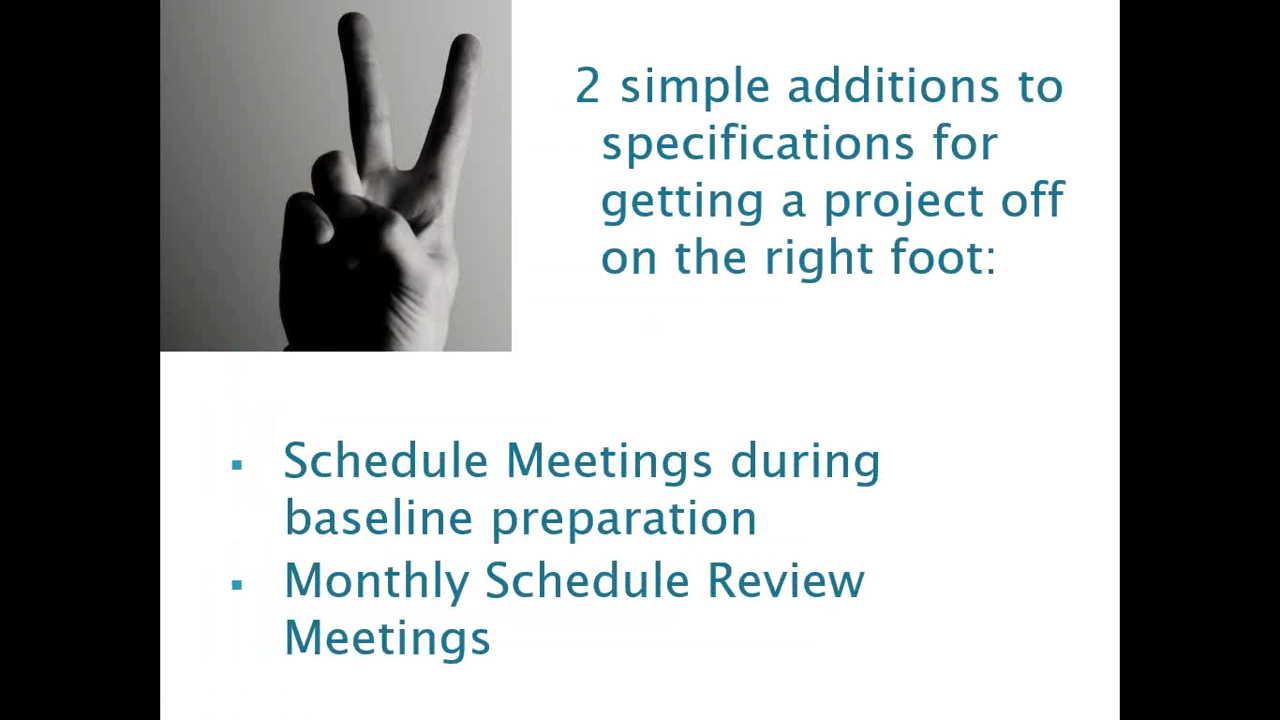 2 simple additions to
specifications for
getting a project off
on the right foot:
▪ Schedule Meetings during
baseline preparation
▪ Monthly Schedule Review
Meetings